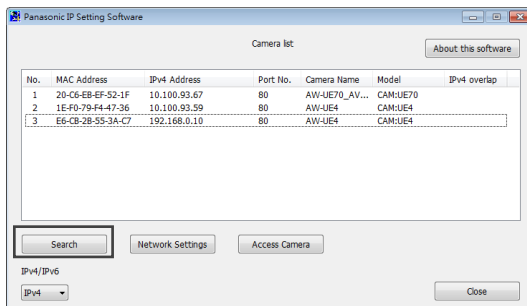 Panasonic IP Setting Software
Camera list
About this software
No. MAC Address IPv4 Address Port No. Camera Name Model IPv4 overlap
1 20-C6-EB-EF-52-1F 10.100.93.67 80 AW-UE70_AV... CAM:UE70
2 1E-F0-79-F4-47-36 10.100.93.59 80 AW-UE4 CAM:UE4
3 E6-CB-2B-55-3A-C7 192.168.0.10 80 AW-UE4 CAM:UE4
Search Network Settings Access Camera
IPv4/IPv6
IPv4 Close